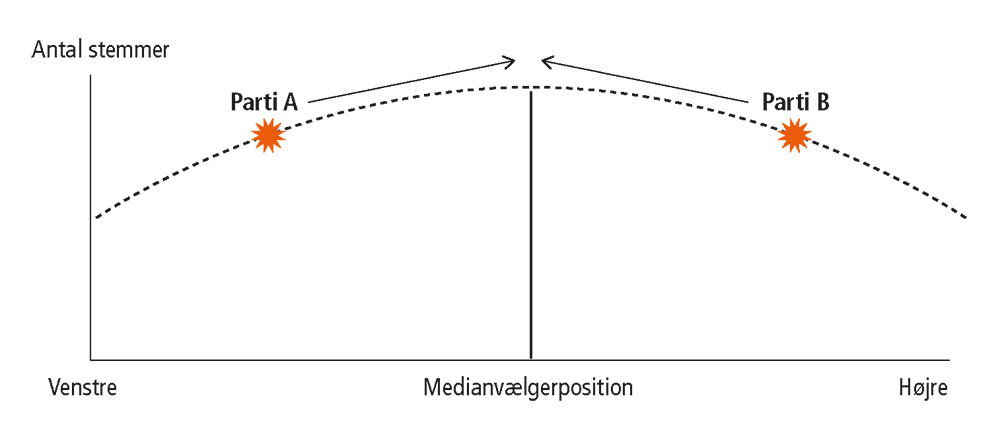 Antal stemmer
Parti A
Parti B
Venstre
Medianvælgerposition
Højre